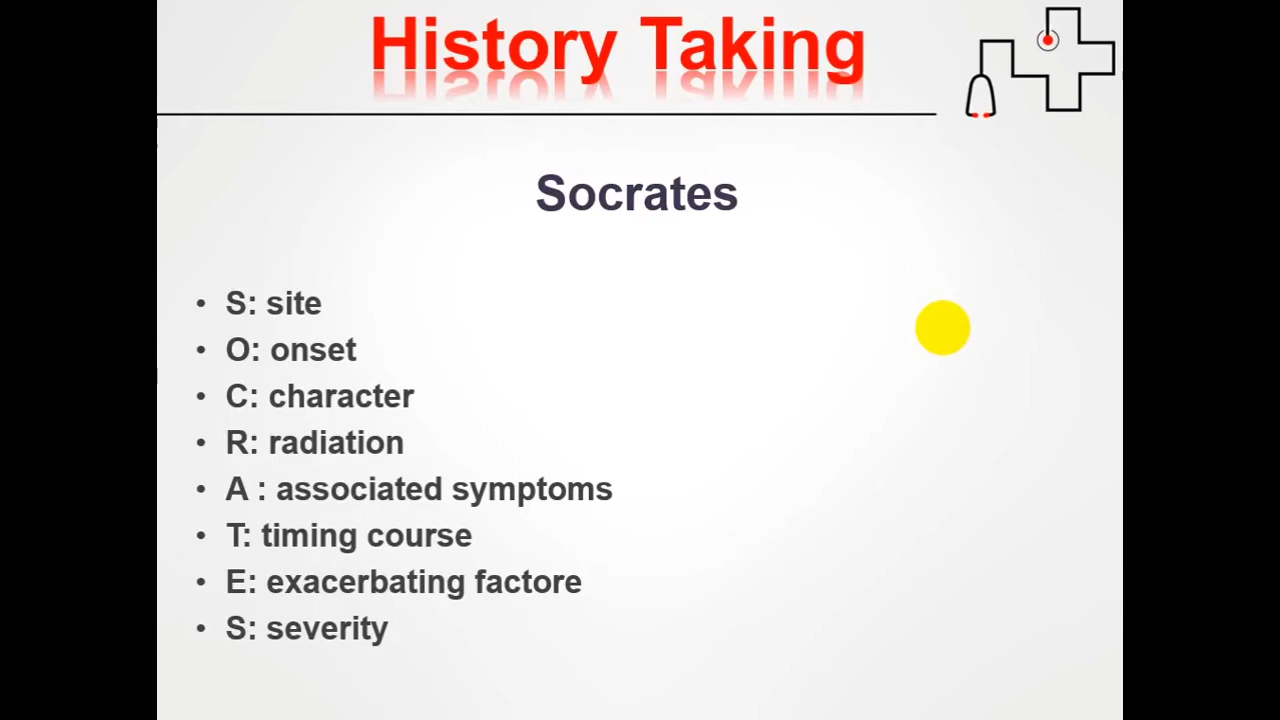 History Taking
Socrates
• S: site
• O: onset
• C: character
• R: radiation
• A : associated symptoms
• T: timing course
• E: exacerbating factore
• S: severity